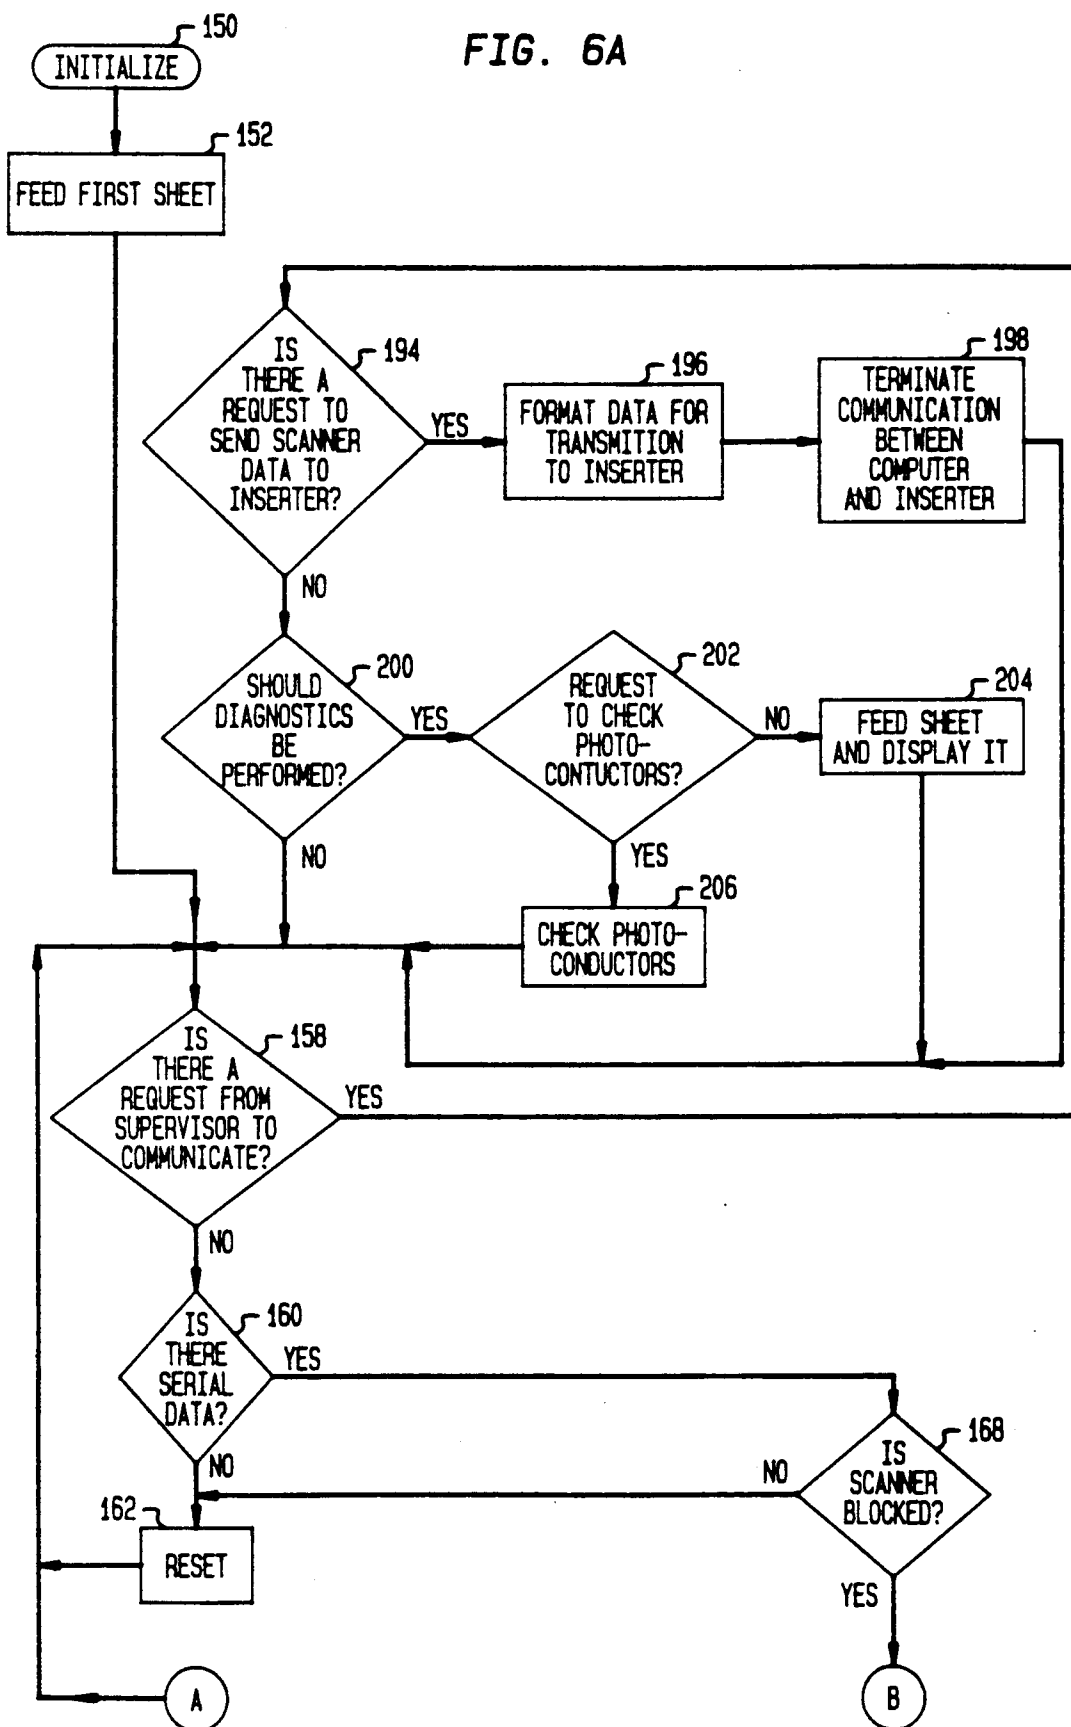 150
FIG. 6A
INITIALIZE
152
FEED FIRST SHEET
194
IS
THERE A
REQUEST TO
SEND SCANNER
DATA TO
INSERTER?
YES
196
FORMAT DATA FOR
TRANSMITION
TO INSERTER
198
TERMINATE
COMMUNICATION
BETWEEN
COMPUTER
AND INSERTER
NO
200
SHOULD
DIAGNOSTICS
BE
PERFORMED?
YES
202
REQUEST
TO CHECK
PHOTO-
CONTUCTORS?
NO
204
FEED SHEET
AND DISPLAY IT
NO
YES
206
CHECK PHOTO-
CONDUCTORS
158
IS
THERE A
REQUEST FROM
SUPERVISOR TO
COMMUNICATE?
YES
NO
160
IS
THERE
SERIAL
DATA?
YES
NO
168
IS
SCANNER
BLOCKED?
NO
162
RESET
YES
A
B